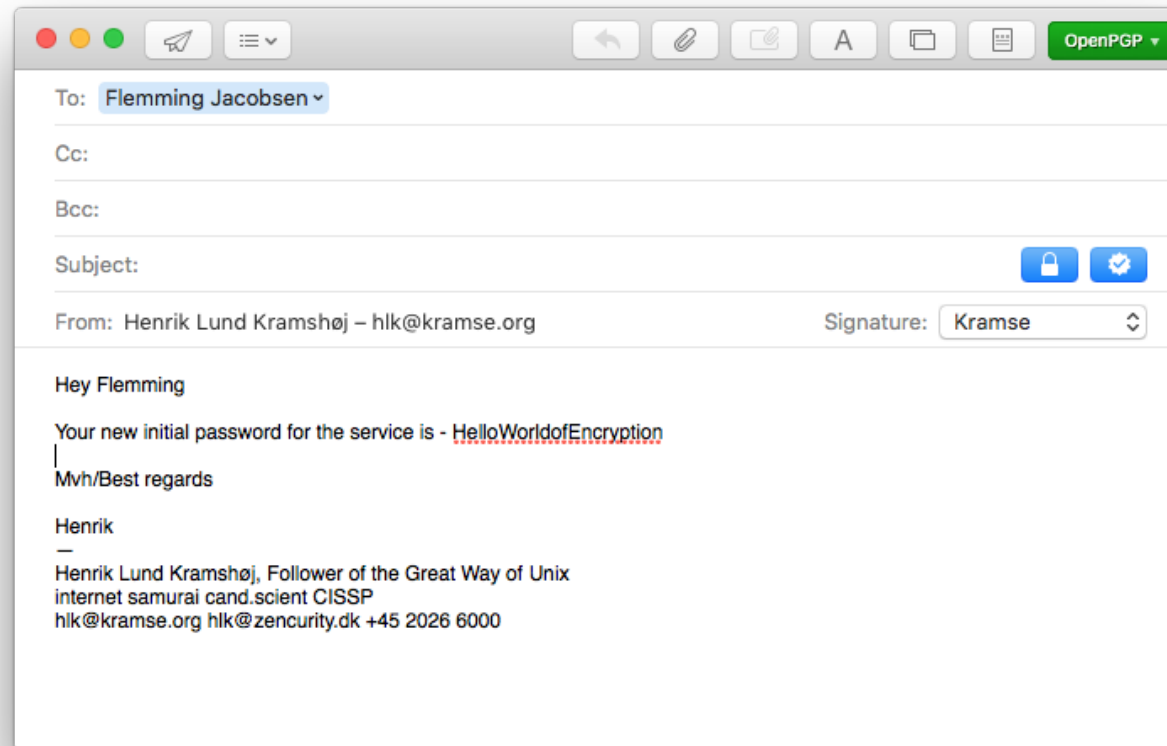 OpenPGP
To: Flemming Jacobsen
Cc:
Bcc:
Subject:
From: Henrik Lund Kramshøj – hlk@kramse.org Signature: Kramse
Hey Flemming
Your new initial password for the service is - HelloWorldofEncryption
Mvh/Best regards
Henrik
—
Henrik Lund Kramshøj, Follower of the Great Way of Unix
internet samurai cand.scient CISSP
hlk@kramse.org hlk@zencurity.dk +45 2026 6000